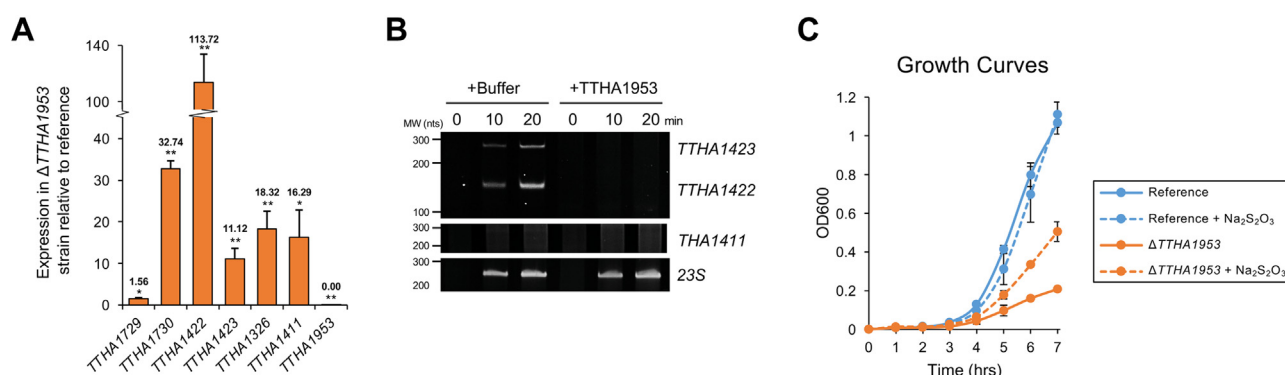 A
Expression in ΔTTHA1953
strain relative to reference
140
100
40
30
20
10
0
1.56
*
32.74
**
113.72
**
11.12
**
18.32
**
16.29
*
0.00
**
TTHA1729
TTHA1730
TTHA1422
TTHA1423
TTHA1326
TTHA1411
TTHA1953
B
+Buffer +TTHA1953
MW (nts) 0 10 20 0 10 20 min
300
200
100
TTHA1423
TTHA1422
THA1411
300
200
23S
C
Growth Curves
OD600
1.2
1
0.8
0.6
0.4
0.2
0
0 1 2 3 4 5 6 7
Time (hrs)
Reference
Reference + Na₂S₂O₃
ΔTTHA1953
ΔTTHA1953 + Na₂S₂O₃